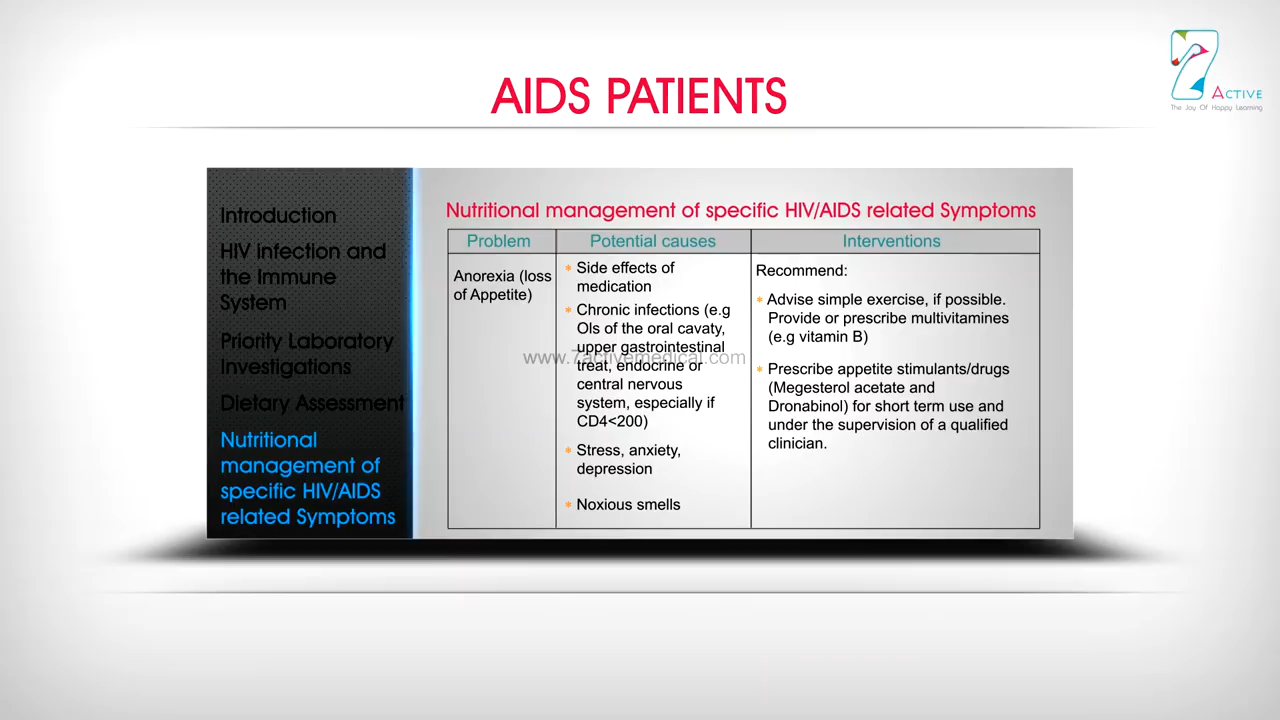 AIDS PATIENTS
7 ACTIVE
The Joy Of Happy Learning
Introduction
HIV infection and
the Immune
System
Priority Laboratory
Investigations
Dietary Assessment
Nutritional
management of
specific HIV/AIDS
related Symptoms
Nutritional management of specific HIV/AIDS related Symptoms
Problem
Potential causes
Interventions
Anorexia (loss
of Appetite)
* Side effects of
medication
* Chronic infections (e.g
OIs of the oral cavaty,
upper gastrointestinal
treat, endocrine or
central nervous
system, especially if
CD4<200)
* Stress, anxiety,
depression
* Noxious smells
Recommend:
* Advise simple exercise, if possible.
Provide or prescribe multivitamines
(e.g vitamin B)
* Prescribe appetite stimulants/drugs
(Megesterol acetate and
Dronabinol) for short term use and
under the supervision of a qualified
clinician.
www.7activemedical.com